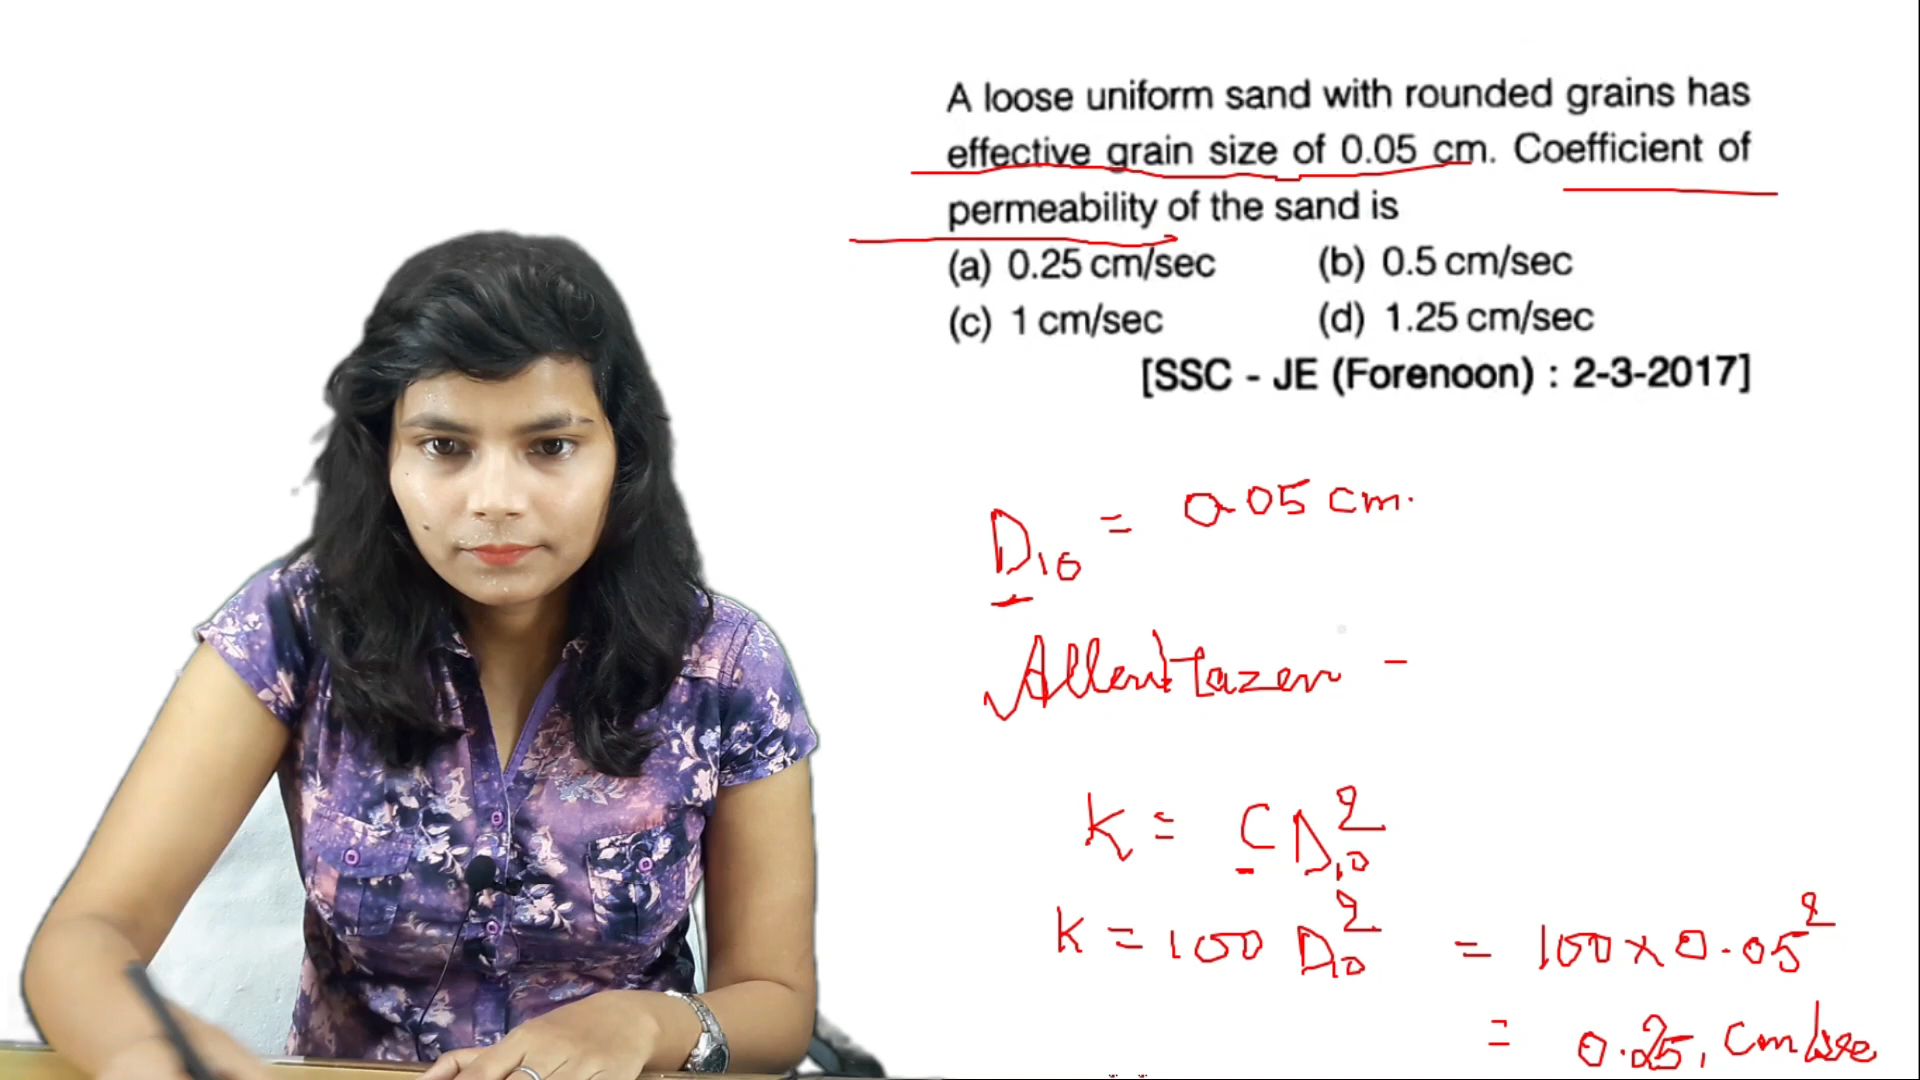 A loose uniform sand with rounded grains has
effective grain size of 0.05 cm. Coefficient of
permeability of the sand is
(a) 0.25 cm/sec (b) 0.5 cm/sec
(c) 1 cm/sec (d) 1.25 cm/sec
[SSC - JE (Forenoon) : 2-3-2017]
D₁₀ = 0.05 cm.
Allen Hazen -
K = C D₁₀²
K = 100 D₁₀² = 100 × 0.05²
= 0.25 cm/sec